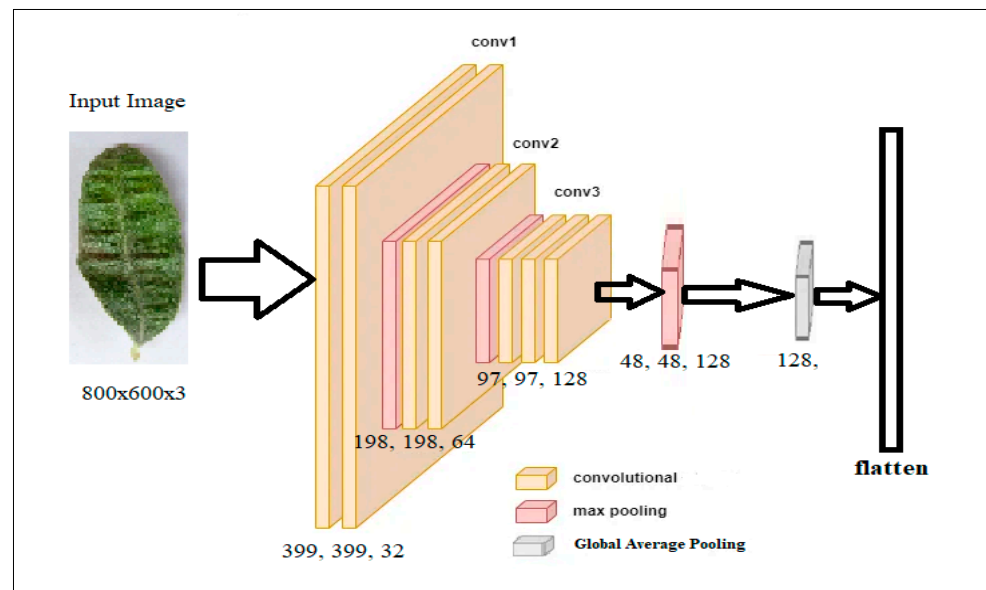 conv1
Input Image
conv2
conv3
800x600x3
97, 97, 128
48, 48, 128
128,
198, 198, 64
399, 399, 32
flatten
convolutional
max pooling
Global Average Pooling